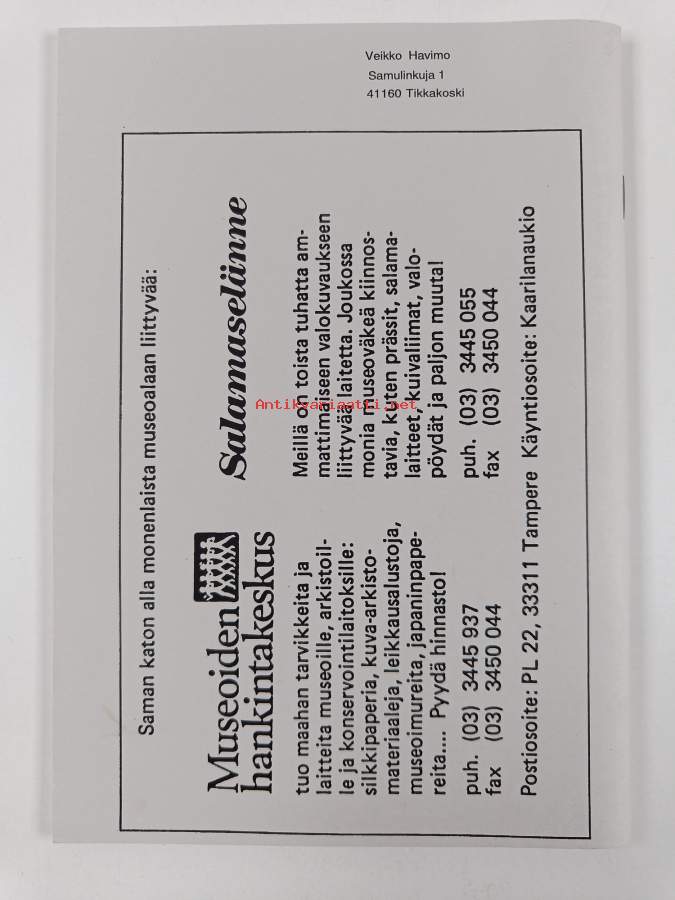 Veikko Havimo
Samulinkuja 1
41160 Tikkakoski
Saman katon alla monenlaista museoalaan liittyvää:
Museoiden
hankintakeskus
tuo maahan tarvikkeita ja
laitteita museoille, arkistoil-
le ja konservointilaitoksille:
silkkipaperia, kuva-arkisto-
materiaaleja, leikkausalustoja,
museoimureita, japaninpape-
reita.... Pyydä hinnasto!
puh. (03) 3445 937
fax (03) 3450 044
Salamaselänne
Meillä on toista tuhatta am-
mattimaiseen valokuvaukseen
liittyvää laitetta. Joukossa
monia museoväkeä kiinnos-
tavia, kuten prässit, salama-
laitteet, kuivaliimat, valo-
pöydät ja paljon muuta!
puh. (03) 3445 055
fax (03) 3450 044
Postiosoite: PL 22, 33311 Tampere Käyntiosoite: Kaarilanaukio
Antikvariaatti.net